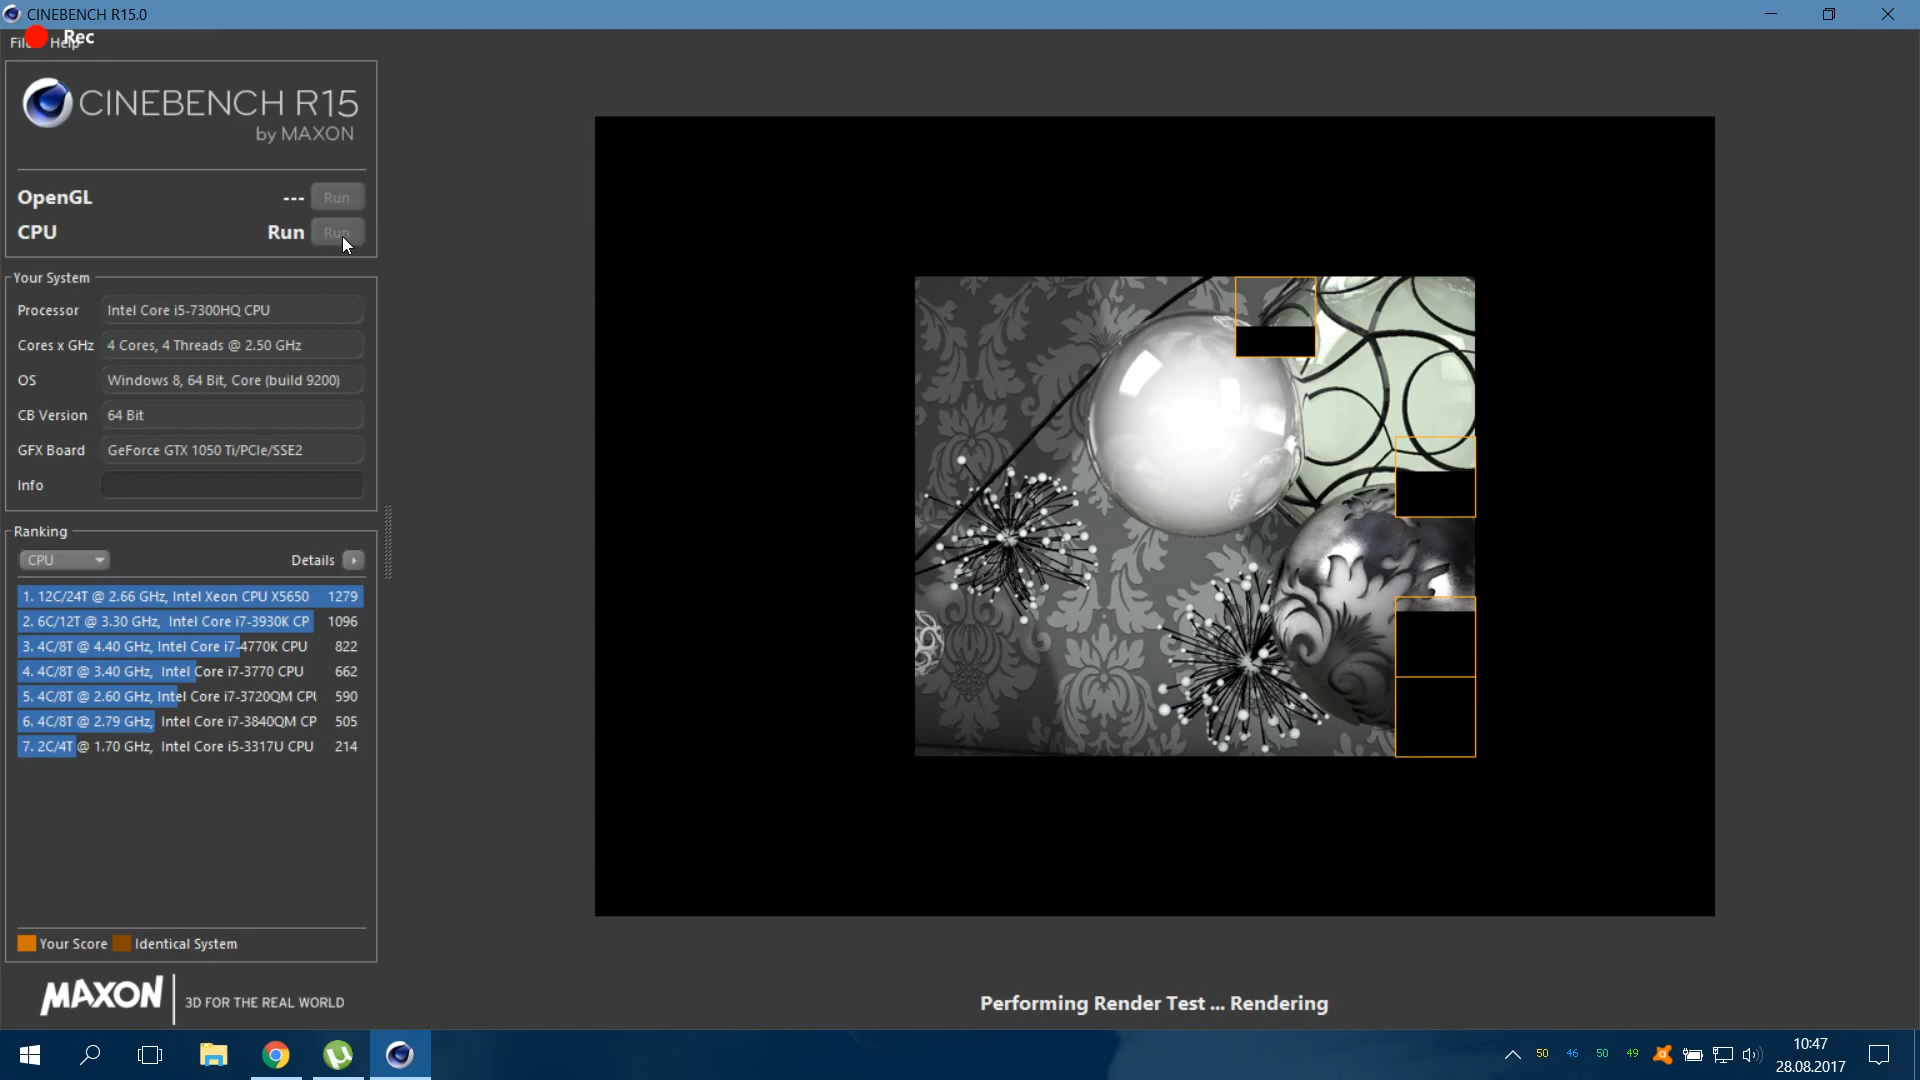 CINEBENCH R15.0
File Help
Rec
CINEBENCH R15
by MAXON
OpenGL --- Run
CPU Run Run
Your System
Processor Intel Core i5-7300HQ CPU
Cores x GHz 4 Cores, 4 Threads @ 2.50 GHz
OS Windows 8, 64 Bit, Core (build 9200)
CB Version 64 Bit
GFX Board GeForce GTX 1050 Ti/PCIe/SSE2
Info
Ranking
CPU Details
1. 12C/24T @ 2.66 GHz, Intel Xeon CPU X5650 1279
2. 6C/12T @ 3.30 GHz, Intel Core i7-3930K CP 1096
3. 4C/8T @ 4.40 GHz, Intel Core i7-4770K CPU 822
4. 4C/8T @ 3.40 GHz, Intel Core i7-3770 CPU 662
5. 4C/8T @ 2.60 GHz, Intel Core i7-3720QM CPU 590
6. 4C/8T @ 2.79 GHz, Intel Core i7-3840QM CP 505
7. 2C/4T @ 1.70 GHz, Intel Core i5-3317U CPU 214
Your Score Identical System
MAXON 3D FOR THE REAL WORLD
Performing Render Test ... Rendering
50 46 50 49
10:47
28.08.2017